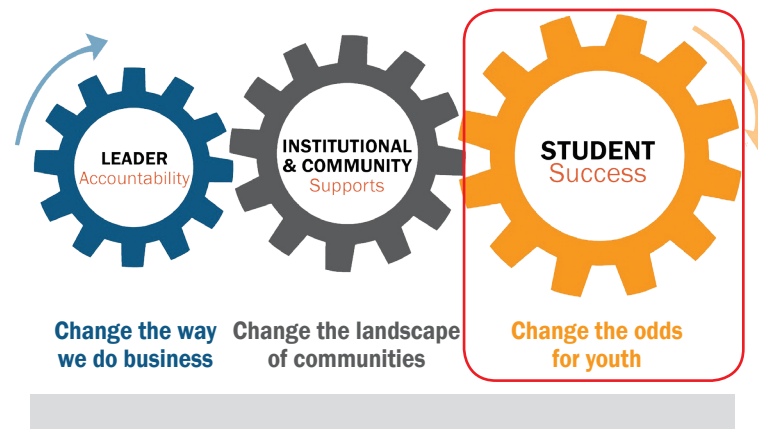 LEADER
Accountability
INSTITUTIONAL
& COMMUNITY
Supports
STUDENT
Success
Change the way
we do business
Change the landscape
of communities
Change the odds
for youth